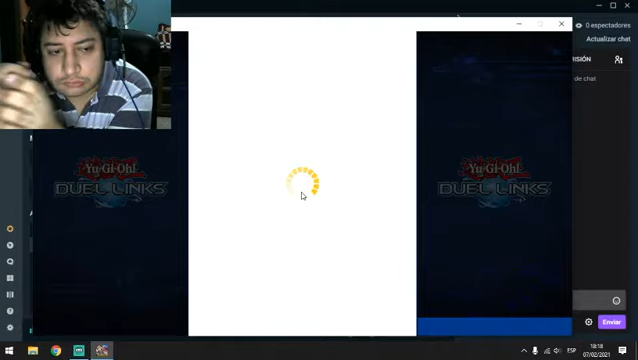 0 espectadores
Actualizar chat
ISIÓN
de chat
Yu-Gi-Oh!
DUEL LINKS
Yu-Gi-Oh!
DUEL LINKS
Enviar
ESP
18:18
07/02/2021